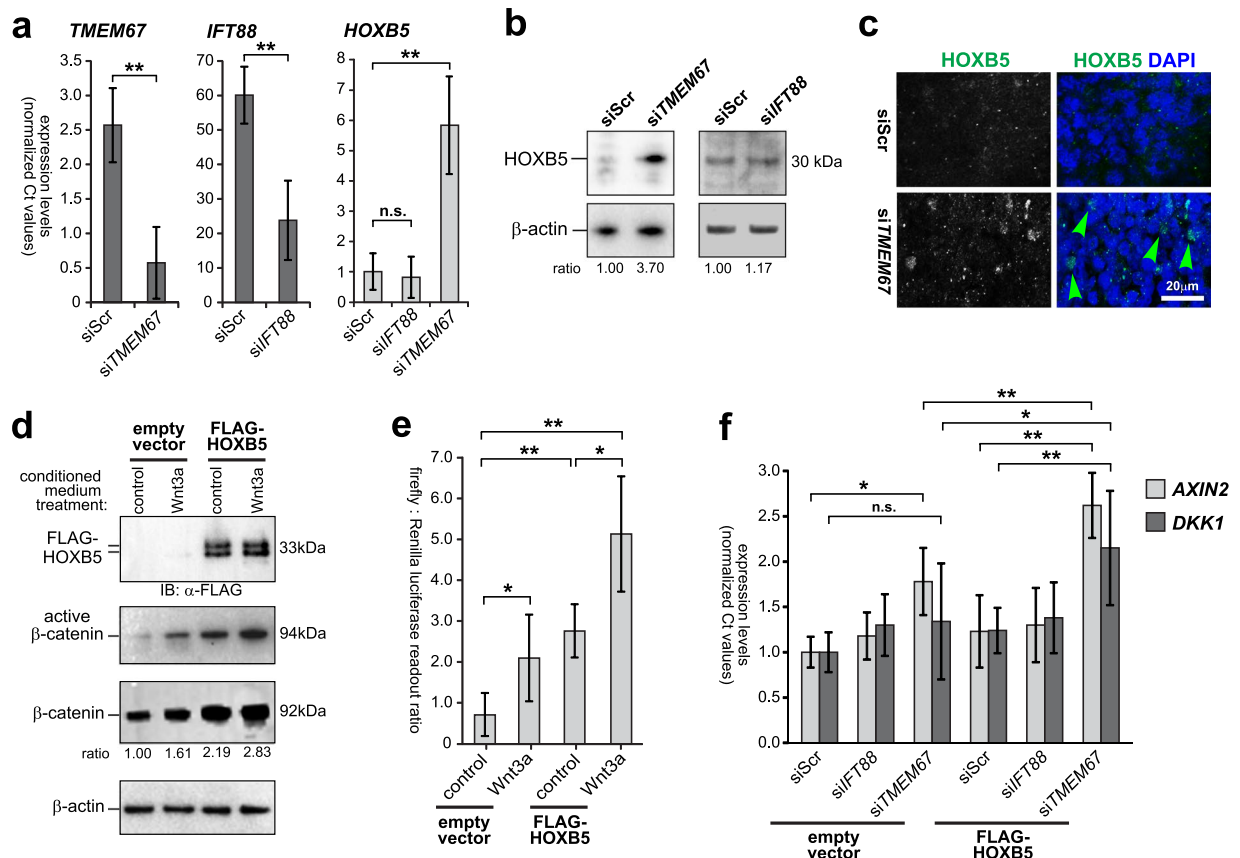 a
TMEM67
IFT88
HOXB5
**
**
**
n.s.
expression levels
(normalized Ct values)
3.5
3.0
2.5
2.0
1.5
1.0
0.5
0.0
70
60
50
40
30
20
10
0
8
7
6
5
4
3
2
1
0
siScr
siTMEM67
siScr
siIFT88
siScr
siIFT88
siTMEM67
b
siScr
siTMEM67
siScr
siIFT88
HOXB5
30 kDa
β-actin
ratio 1.00 3.70 1.00 1.17
c
HOXB5
HOXB5 DAPI
siScr
siTMEM67
20μm
d
empty
vector
FLAG-
HOXB5
conditioned
medium
treatment:
control
Wnt3a
control
Wnt3a
FLAG-
HOXB5
33kDa
IB: α-FLAG
active
β-catenin
94kDa
β-catenin
92kDa
ratio 1.00 1.61 2.19 2.83
β-actin
e
**
** *
*
firefly : Renilla luciferase readout ratio
7.0
6.0
5.0
4.0
3.0
2.0
1.0
0
control
Wnt3a
control
Wnt3a
empty
vector
FLAG-
HOXB5
f
**
*
**
**
*
n.s.
AXIN2
DKK1
expression levels
(normalized Ct values)
3.0
2.5
2.0
1.5
1.0
0.5
0.0
siScr
siIFT88
siTMEM67
siScr
siIFT88
siTMEM67
empty
vector
FLAG-
HOXB5